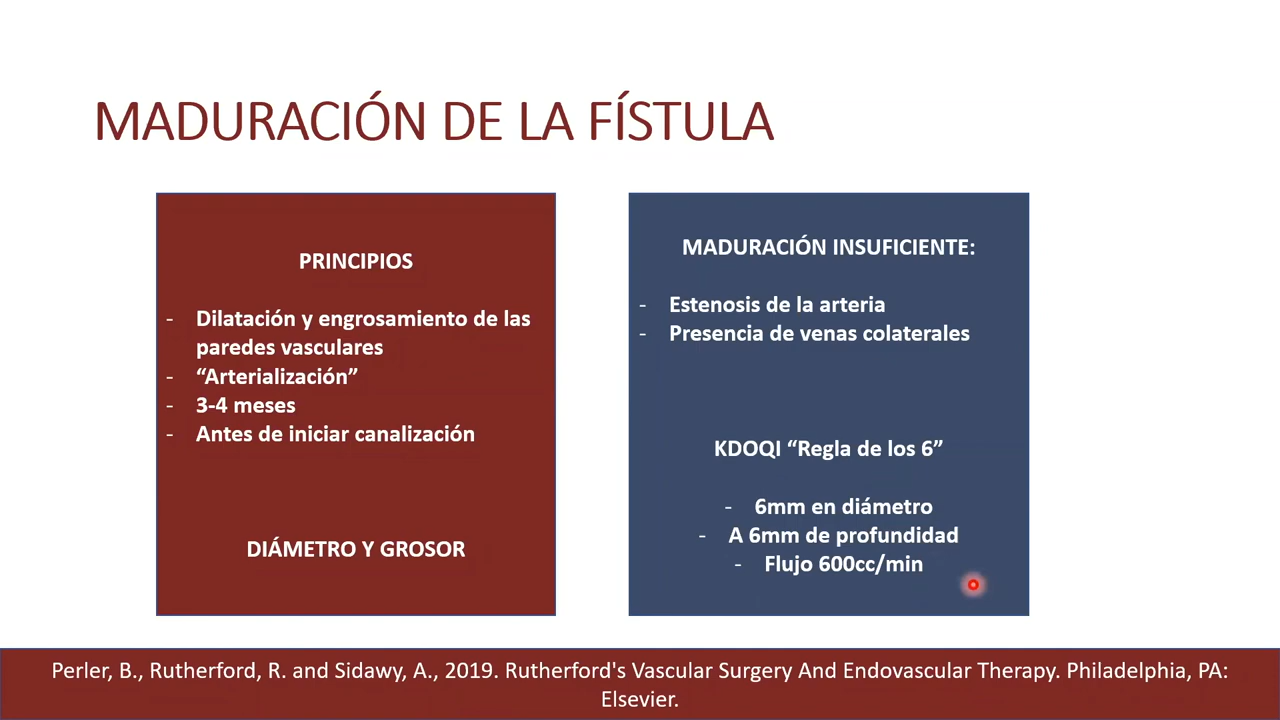 MADURACIÓN DE LA FÍSTULA
PRINCIPIOS
- Dilatación y engrosamiento de las
paredes vasculares
- “Arterialización”
- 3-4 meses
- Antes de iniciar canalización
DIÁMETRO Y GROSOR
MADURACIÓN INSUFICIENTE:
- Estenosis de la arteria
- Presencia de venas colaterales
KDOQI “Regla de los 6”
- 6mm en diámetro
- A 6mm de profundidad
- Flujo 600cc/min
Perler, B., Rutherford, R. and Sidawy, A., 2019. Rutherford's Vascular Surgery And Endovascular Therapy. Philadelphia, PA:
Elsevier.